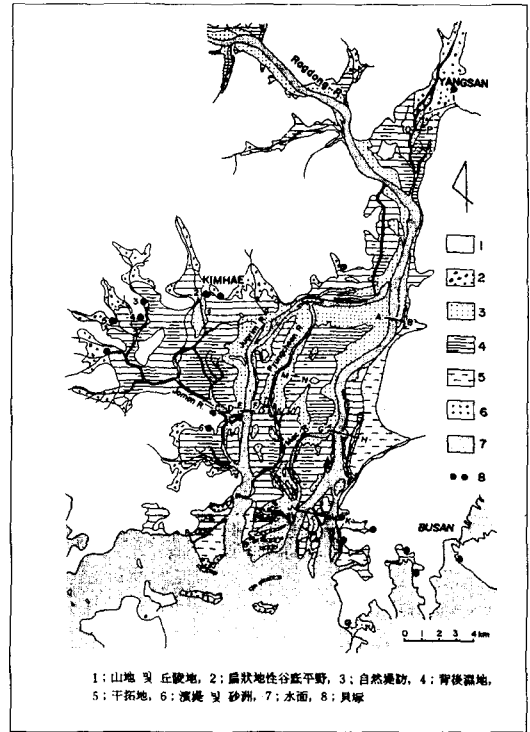 YANGSAN
KIMHAE
1
2
3
4
5
6
7
8
BUSAN
0 1 2 3 4 km
1 ; 山地 및 丘陵地, 2 ; 扇狀地性谷底平野, 3 ; 自然堤防, 4 ; 背後濕地,
5 ; 干拓地, 6 ; 濱堤 및 砂洲, 7 ; 水面, 8 ; 貝塚